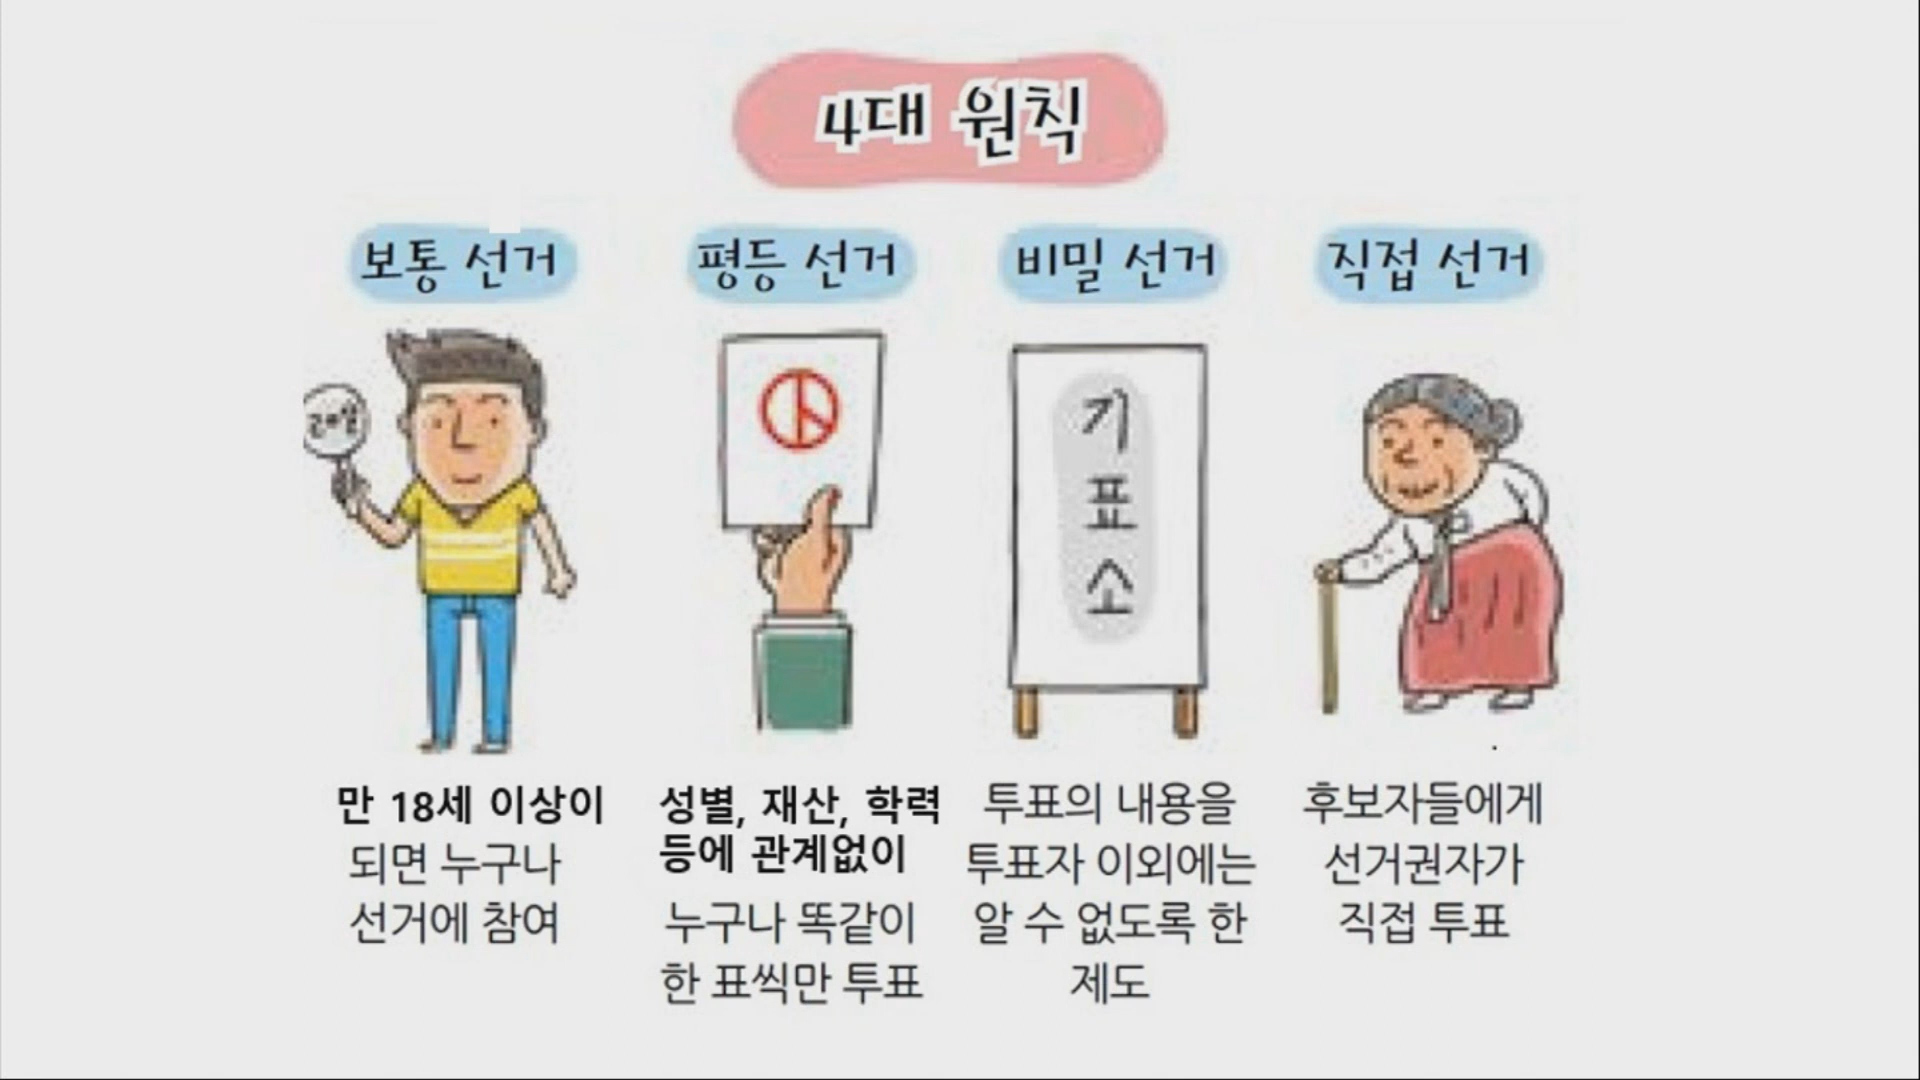 4대 원칙
보통 선거
만 18세 이상이
되면 누구나
선거에 참여
평등 선거
성별, 재산, 학력
등에 관계없이
누구나 똑같이
한 표씩만 투표
비밀 선거
기
표
소
투표의 내용을
투표자 이외에는
알 수 없도록 한
제도
직접 선거
후보자들에게
선거권자가
직접 투표